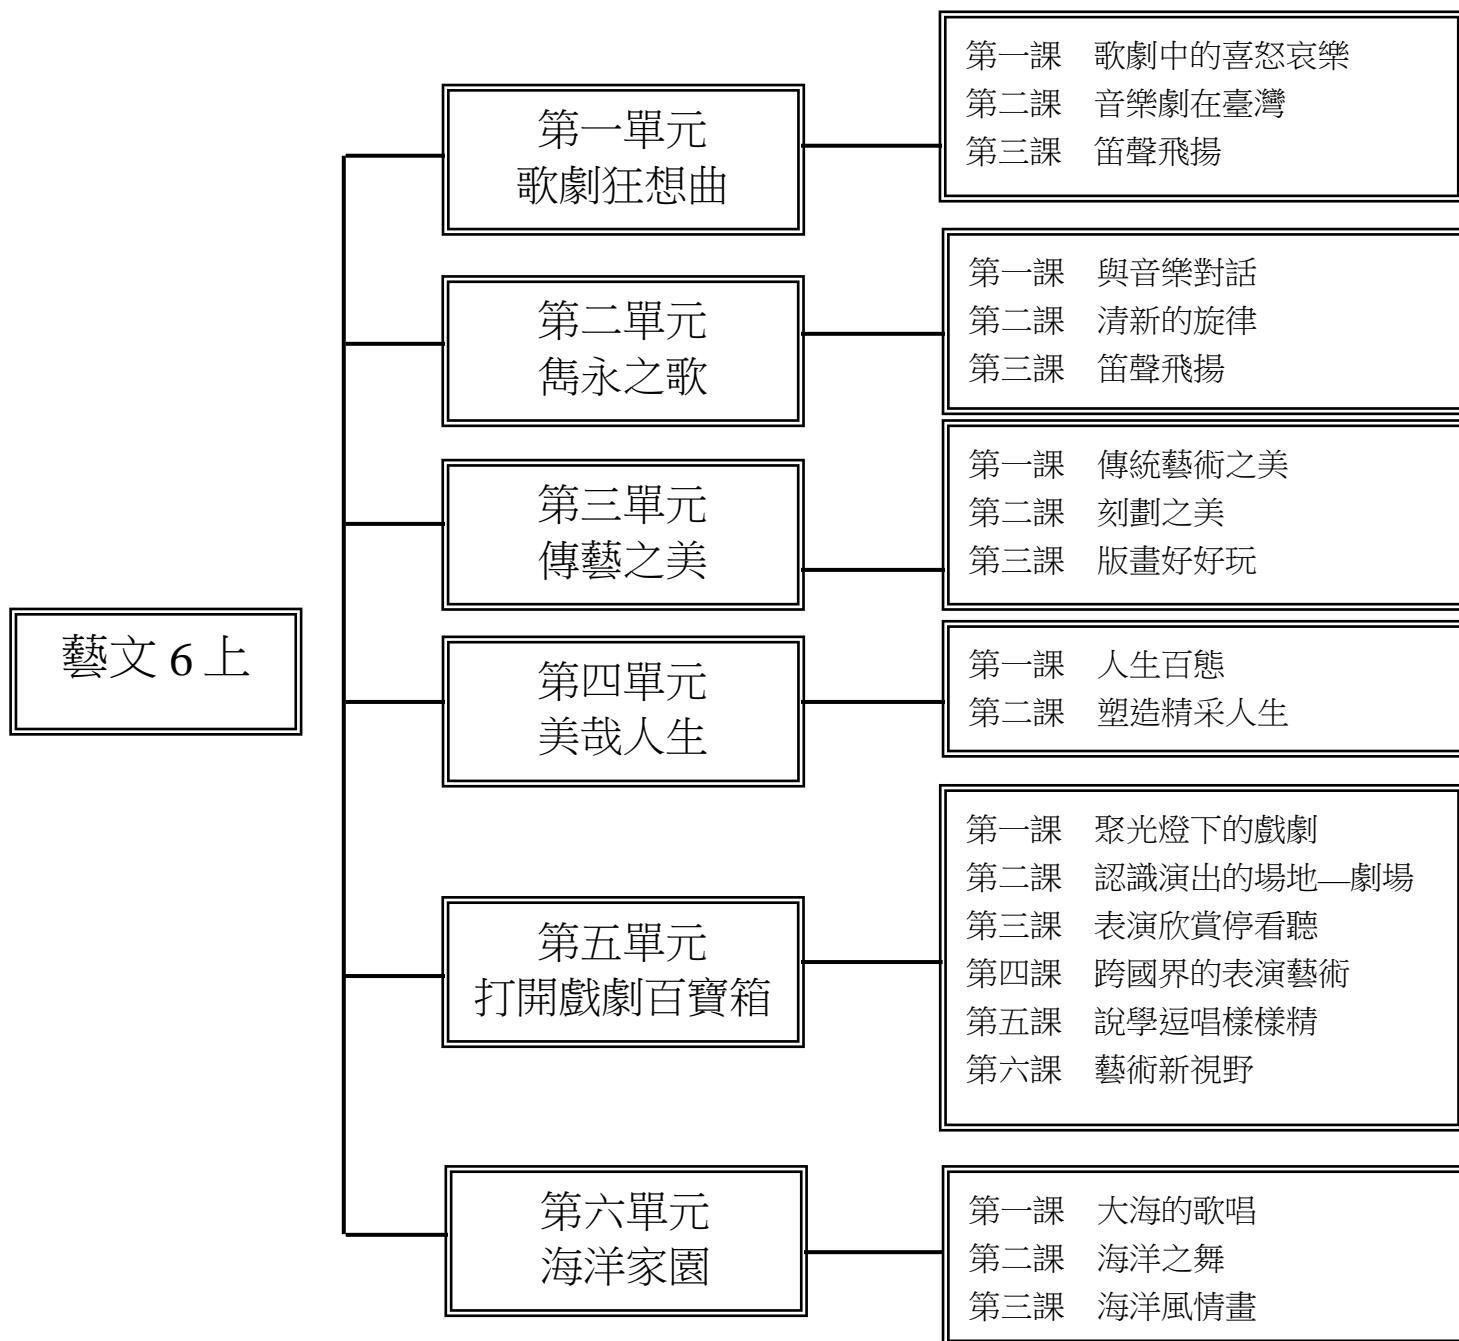 藝文 6 上
第一單元
歌劇狂想曲
第一課　歌劇中的喜怒哀樂
第二課　音樂劇在臺灣
第三課　笛聲飛揚
第二單元
雋永之歌
第一課　與音樂對話
第二課　清新的旋律
第三課　笛聲飛揚
第三單元
傳藝之美
第一課　傳統藝術之美
第二課　刻劃之美
第三課　版畫好好玩
第四單元
美哉人生
第一課　人生百態
第二課　塑造精采人生
第五單元
打開戲劇百寶箱
第一課　聚光燈下的戲劇
第二課　認識演出的場地—劇場
第三課　表演欣賞停看聽
第四課　跨國界的表演藝術
第五課　說學逗唱樣樣精
第六課　藝術新視野
第六單元
海洋家園
第一課　大海的歌唱
第二課　海洋之舞
第三課　海洋風情畫